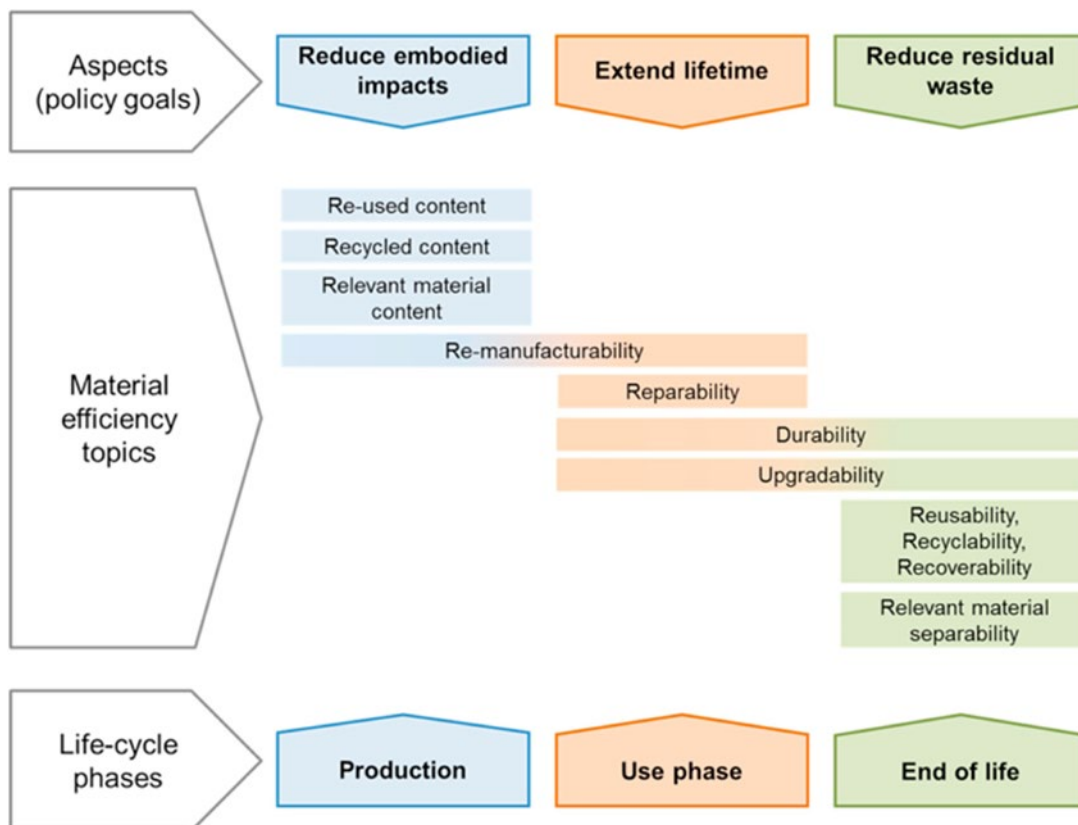 Aspects
(policy goals)
Reduce embodied
impacts
Extend lifetime
Reduce residual
waste
Material
efficiency
topics
Re-used content
Recycled content
Relevant material
content
Re-manufacturability
Reparability
Durability
Upgradability
Reusability,
Recyclability,
Recoverability
Relevant material
separability
Life-cycle
phases
Production
Use phase
End of life